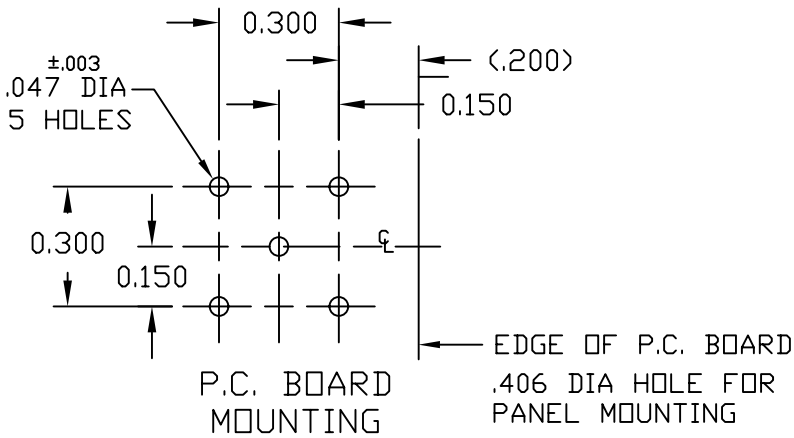 0.300
(.200)
±.003
.047 DIA
0.150
5 HOLES
0.300
℄
0.150
EDGE OF P.C. BOARD
P.C. BOARD
MOUNTING
.406 DIA HOLE FOR
PANEL MOUNTING